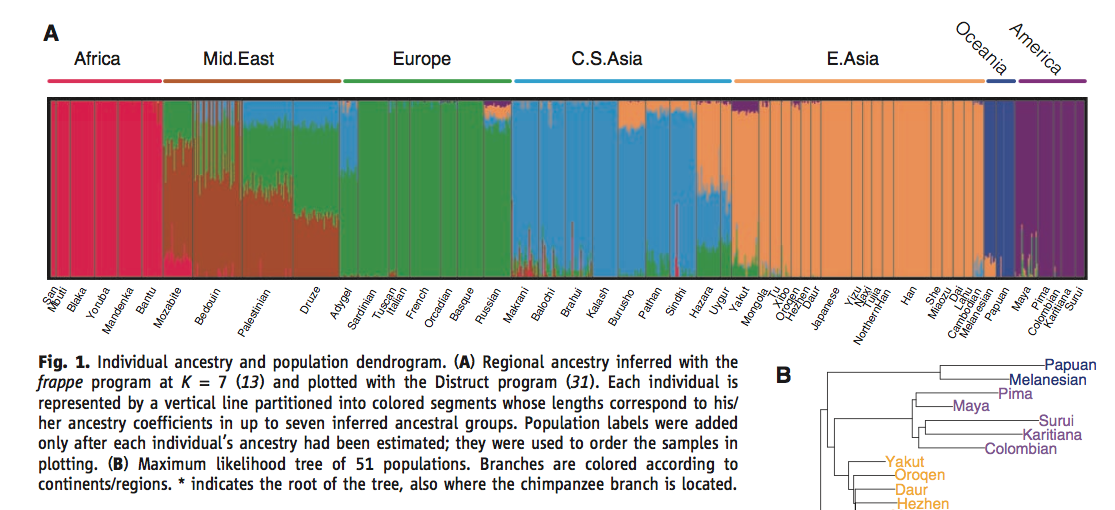 A
Africa
Mid.East
Europe
C.S.Asia
E.Asia
Oceania
America
San
Mbuti
Biaka
Yoruba
Mandenka
Bantu
Mozabite
Bedouin
Palestinian
Druze
Adygei
Sardinian
Tuscan
Italian
French
Orcadian
Basque
Russian
Makrani
Balochi
Brahui
Kalash
Burusho
Pathan
Sindhi
Hazara
Uygur
Yakut
Mongola
Tu
Xibo
Oroqen
Hezhen
Daur
Japanese
Yizu
Naxi
Tujia
NorthernHan
Han
She
Miaozu
Dai
Lahu
Cambodian
Melanesian
Papuan
Maya
Pima
Colombian
Karitiana
Surui
Fig. 1. Individual ancestry and population dendrogram. (A) Regional ancestry inferred with the
frappe program at K = 7 (13) and plotted with the Distruct program (31). Each individual is
represented by a vertical line partitioned into colored segments whose lengths correspond to his/
her ancestry coefficients in up to seven inferred ancestral groups. Population labels were added
only after each individual's ancestry had been estimated; they were used to order the samples in
plotting. (B) Maximum likelihood tree of 51 populations. Branches are colored according to
continents/regions. * indicates the root of the tree, also where the chimpanzee branch is located.
B
Papuan
Melanesian
Pima
Maya
Surui
Karitiana
Colombian
Yakut
Oroqen
Daur
Hezhen